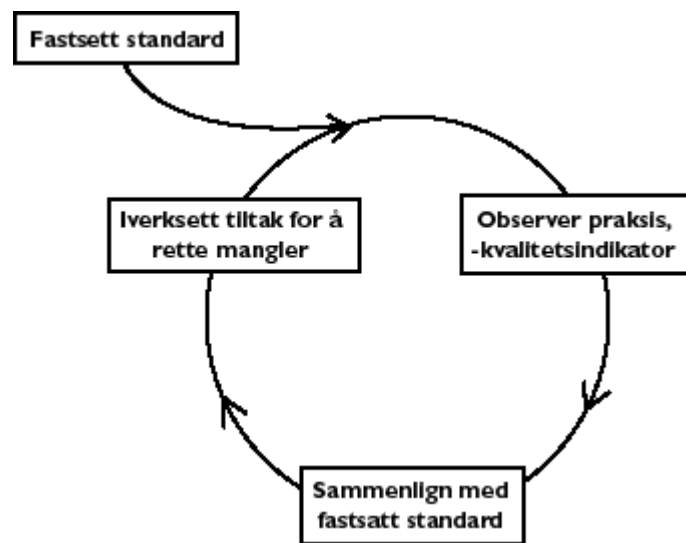 Fastsett standard
Iverksett tiltak for å
rette mangler
Observer praksis,
-kvalitetsindikator
Sammenlign med
fastsatt standard